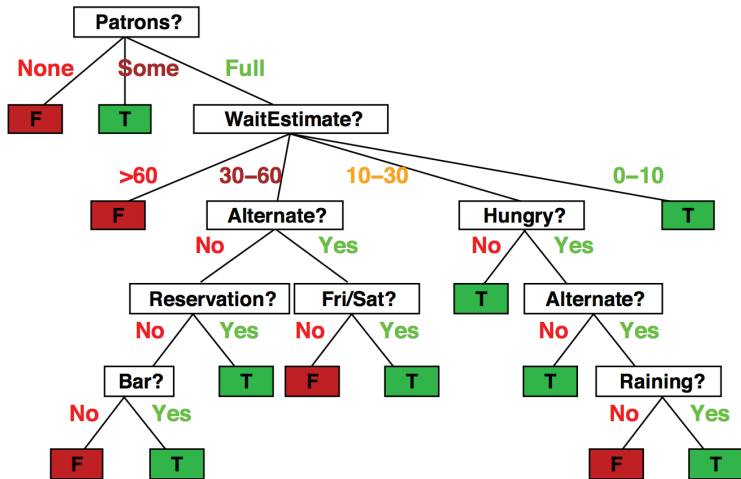 Patrons?
None Some Full
F T WaitEstimate?
>60 30–60 10–30 0–10
F Alternate? Hungry? T
No Yes No Yes
Reservation? Fri/Sat? T Alternate?
No Yes No Yes No Yes
Bar? T F T T Raining?
No Yes No Yes
F T F T